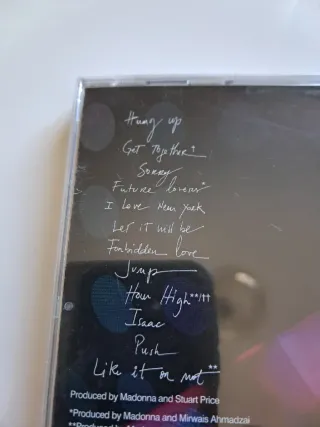 Hung up
Get Together*
Sorry
Future lovers*
I Love New York
Let it will be
Forbidden love
Jump
How High**/††
Isaac
Push
Like it or not**
Produced by Madonna and Stuart Price
*Produced by Madonna and Mirwais Ahmadzai